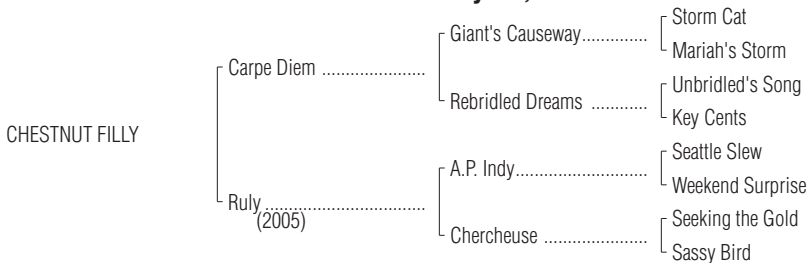 Storm Cat
Giant's Causeway..............
Mariah's Storm
Carpe Diem ......................
Unbridled's Song
Rebridled Dreams ............
Key Cents
CHESTNUT FILLY
Seattle Slew
A.P. Indy.......................
Weekend Surprise
Ruly ..................................
(2005)
Seeking the Gold
Chercheuse ......................
Sassy Bird